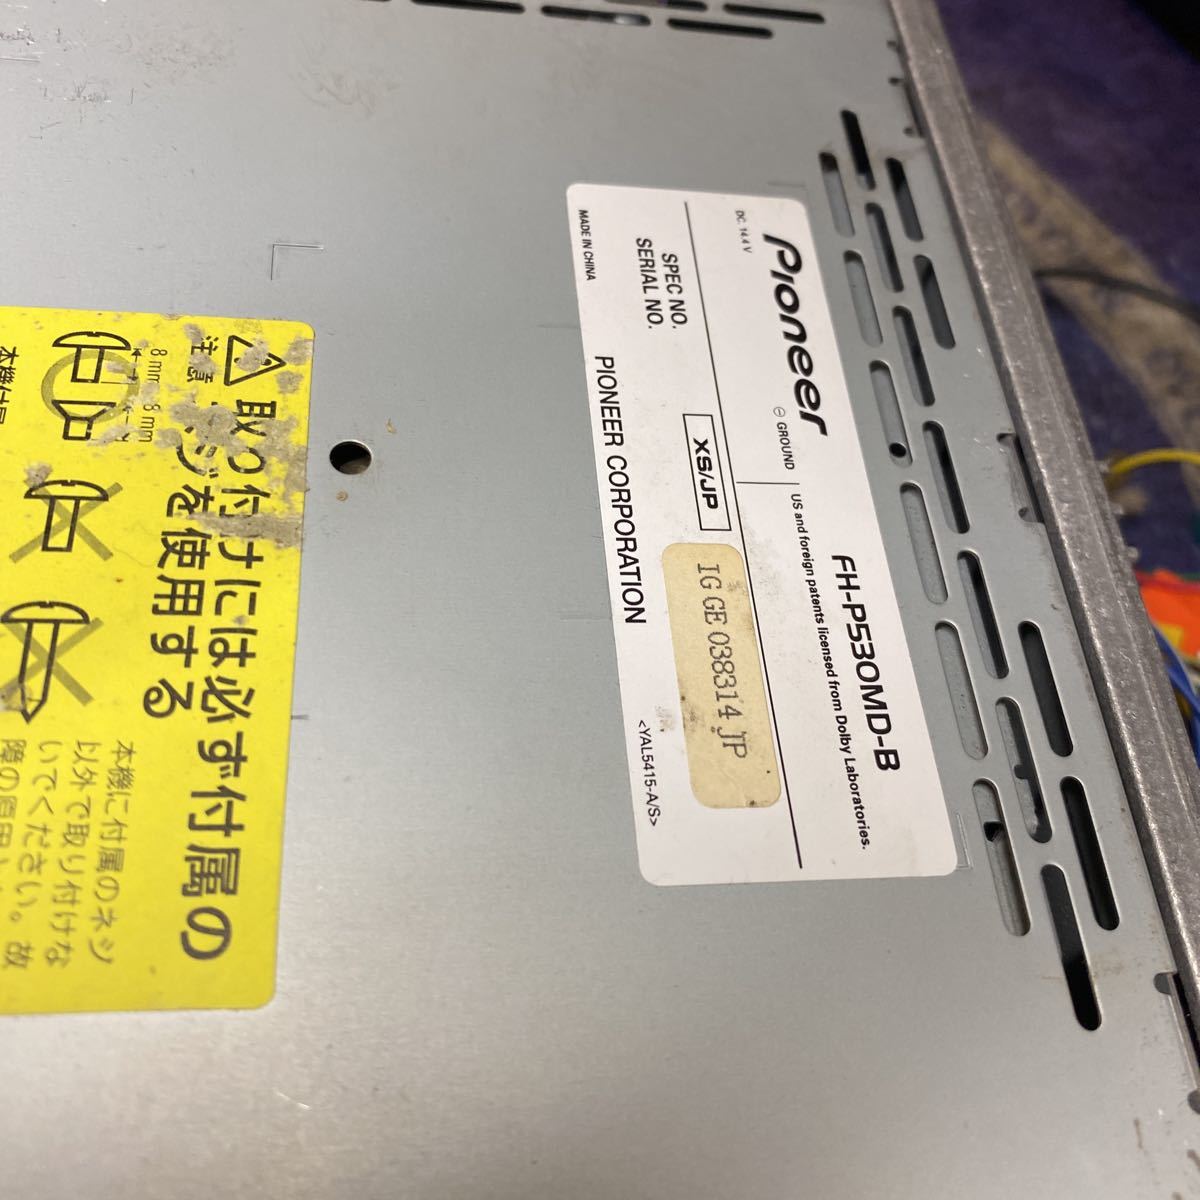 Pioneer
FH-P530MD-B
DC. 14.4 V
⊖ GROUND
US and foreign patents licensed from Dolby Laboratories.
SPEC NO.
XS/JP
SERIAL NO.
IG GE 038314 JP
MADE IN CHINA
PIONEER CORPORATION
<YAL5415-A/S>
注意
取り付けには必ず付属の
ネジを使用する
8 mm
8 mm
本機に付属のネジ
以外で取り付けな
いでください。故